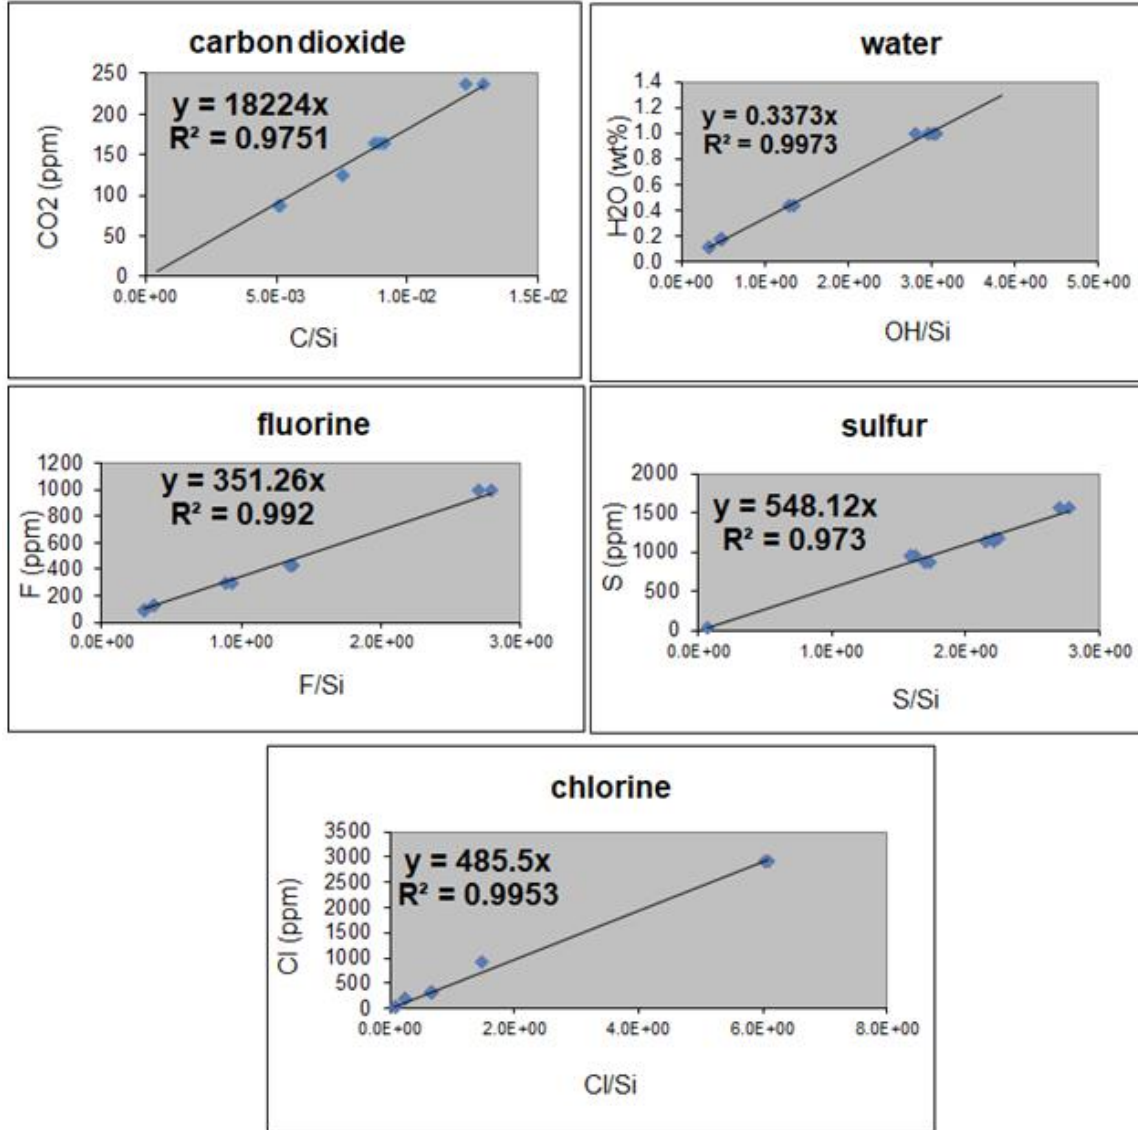 carbon dioxide
250
200
150
100
50
0
CO2 (ppm)
y = 18224x
R² = 0.9751
0.0E+00
5.0E-03
1.0E-02
1.5E-02
C/Si
water
1.4
1.2
1.0
0.8
0.6
0.4
0.2
0.0
H2O (wt%)
y = 0.3373x
R² = 0.9973
0.0E+00
1.0E+00
2.0E+00
3.0E+00
4.0E+00
5.0E+00
OH/Si
fluorine
1200
1000
800
600
400
200
0
F (ppm)
y = 351.26x
R² = 0.992
0.0E+00
1.0E+00
2.0E+00
3.0E+00
F/Si
sulfur
2000
1500
1000
500
0
S (ppm)
y = 548.12x
R² = 0.973
0.0E+00
1.0E+00
2.0E+00
3.0E+00
S/Si
chlorine
3500
3000
2500
2000
1500
1000
500
0
Cl (ppm)
y = 485.5x
R² = 0.9953
0.0E+00
2.0E+00
4.0E+00
6.0E+00
8.0E+00
Cl/Si